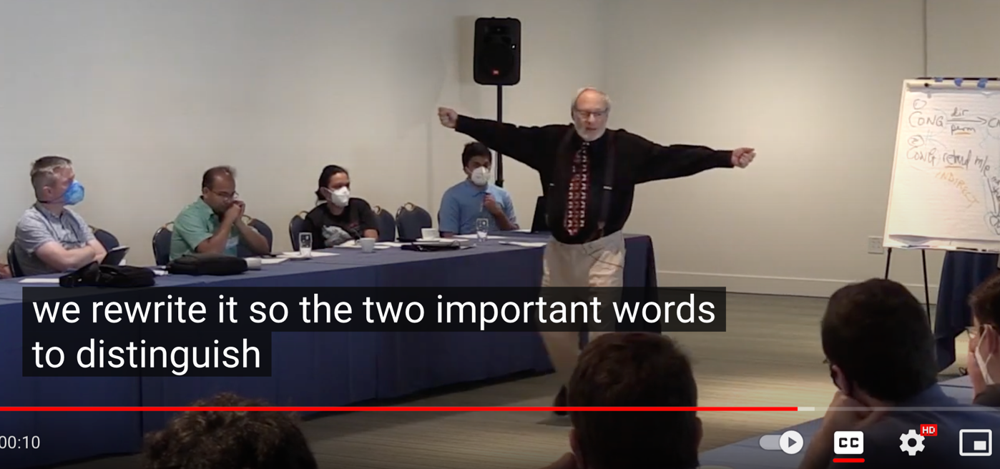 CONG dir
perm
CONG
INDIRECT
we rewrite it so the two important words
to distinguish
00:10
CC
HD